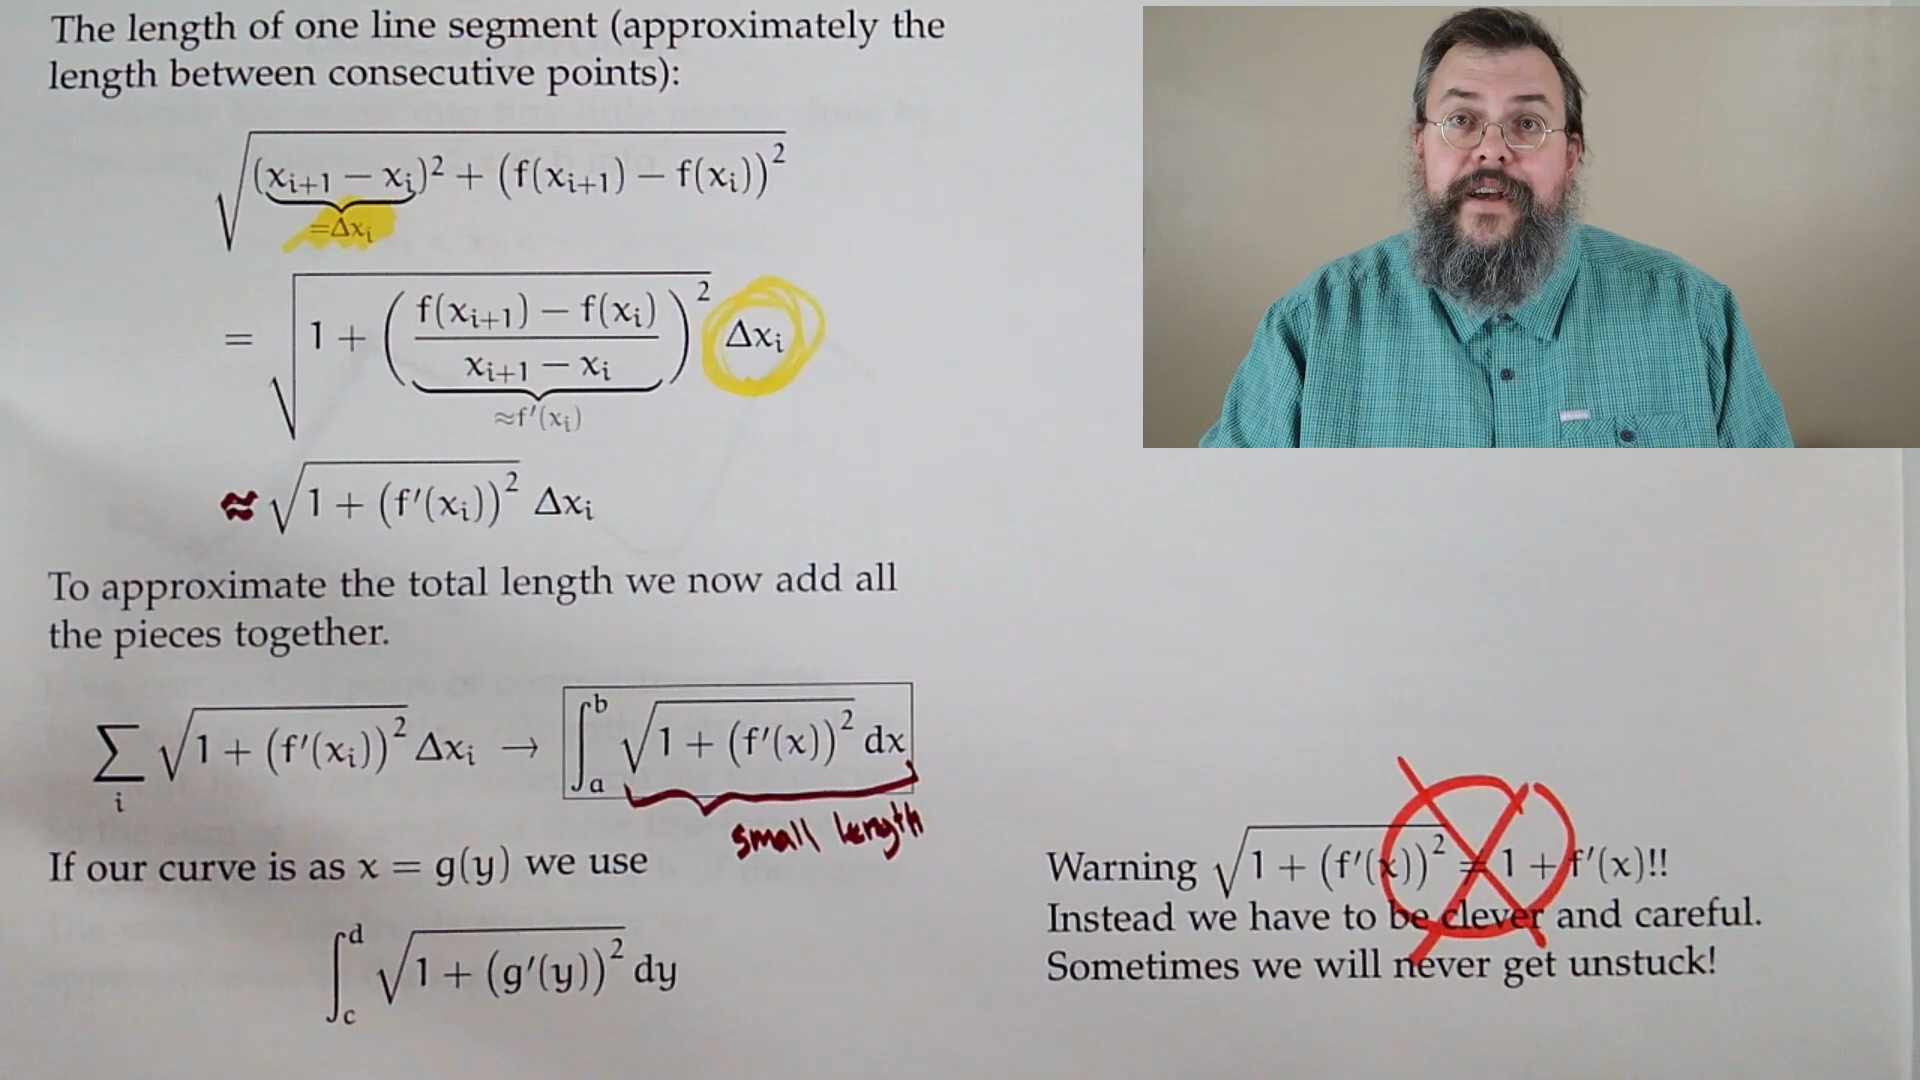 The length of one line segment (approximately the
length between consecutive points):
√((xᵢ₊₁ − xᵢ)² + (f(xᵢ₊₁) − f(xᵢ))²)
=Δxᵢ
= √(1 + ((f(xᵢ₊₁) − f(xᵢ))/(xᵢ₊₁ − xᵢ))²) Δxᵢ
≈f′(xᵢ)
≈ √(1 + (f′(xᵢ))²) Δxᵢ
To approximate the total length we now add all
the pieces together.
∑ᵢ √(1 + (f′(xᵢ))²) Δxᵢ → ∫ₐᵇ √(1 + (f′(x))²) dx
small length
If our curve is as x = g(y) we use
∫_c^d √(1 + (g′(y))²) dy
Warning √(1 + (f′(x))²) = 1 + f′(x)!!
Instead we have to be clever and careful.
Sometimes we will never get unstuck!